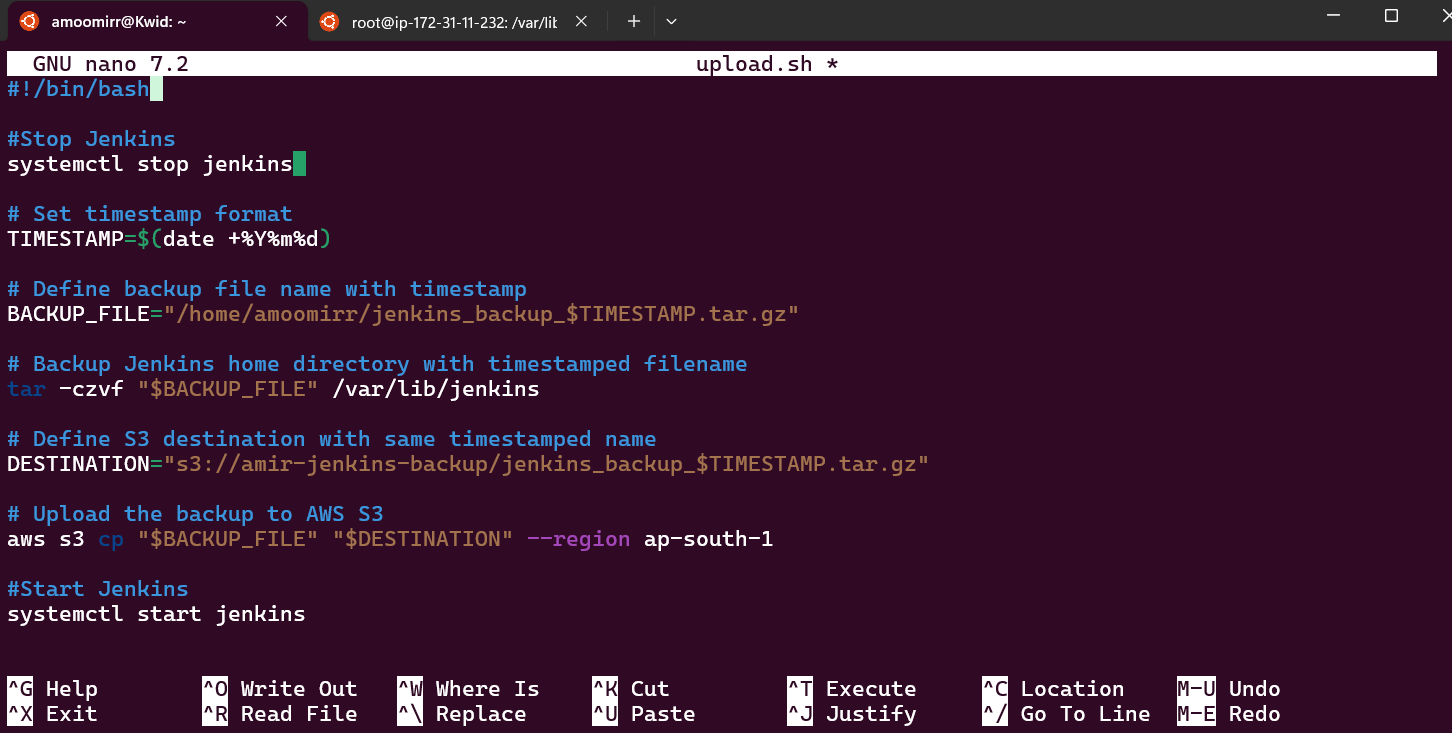 amoomirr@Kwid: ~
root@ip-172-31-11-232: /var/lib
GNU nano 7.2 upload.sh *
#!/bin/bash
#Stop Jenkins
systemctl stop jenkins
# Set timestamp format
TIMESTAMP=$(date +%Y%m%d)
# Define backup file name with timestamp
BACKUP_FILE="/home/amoomirr/jenkins_backup_$TIMESTAMP.tar.gz"
# Backup Jenkins home directory with timestamped filename
tar -czvf "$BACKUP_FILE" /var/lib/jenkins
# Define S3 destination with same timestamped name
DESTINATION="s3://amir-jenkins-backup/jenkins_backup_$TIMESTAMP.tar.gz"
# Upload the backup to AWS S3
aws s3 cp "$BACKUP_FILE" "$DESTINATION" --region ap-south-1
#Start Jenkins
systemctl start jenkins
^G Help ^O Write Out ^W Where Is ^K Cut ^T Execute ^C Location M-U Undo
^X Exit ^R Read File ^\ Replace ^U Paste ^J Justify ^/ Go To Line M-E Redo